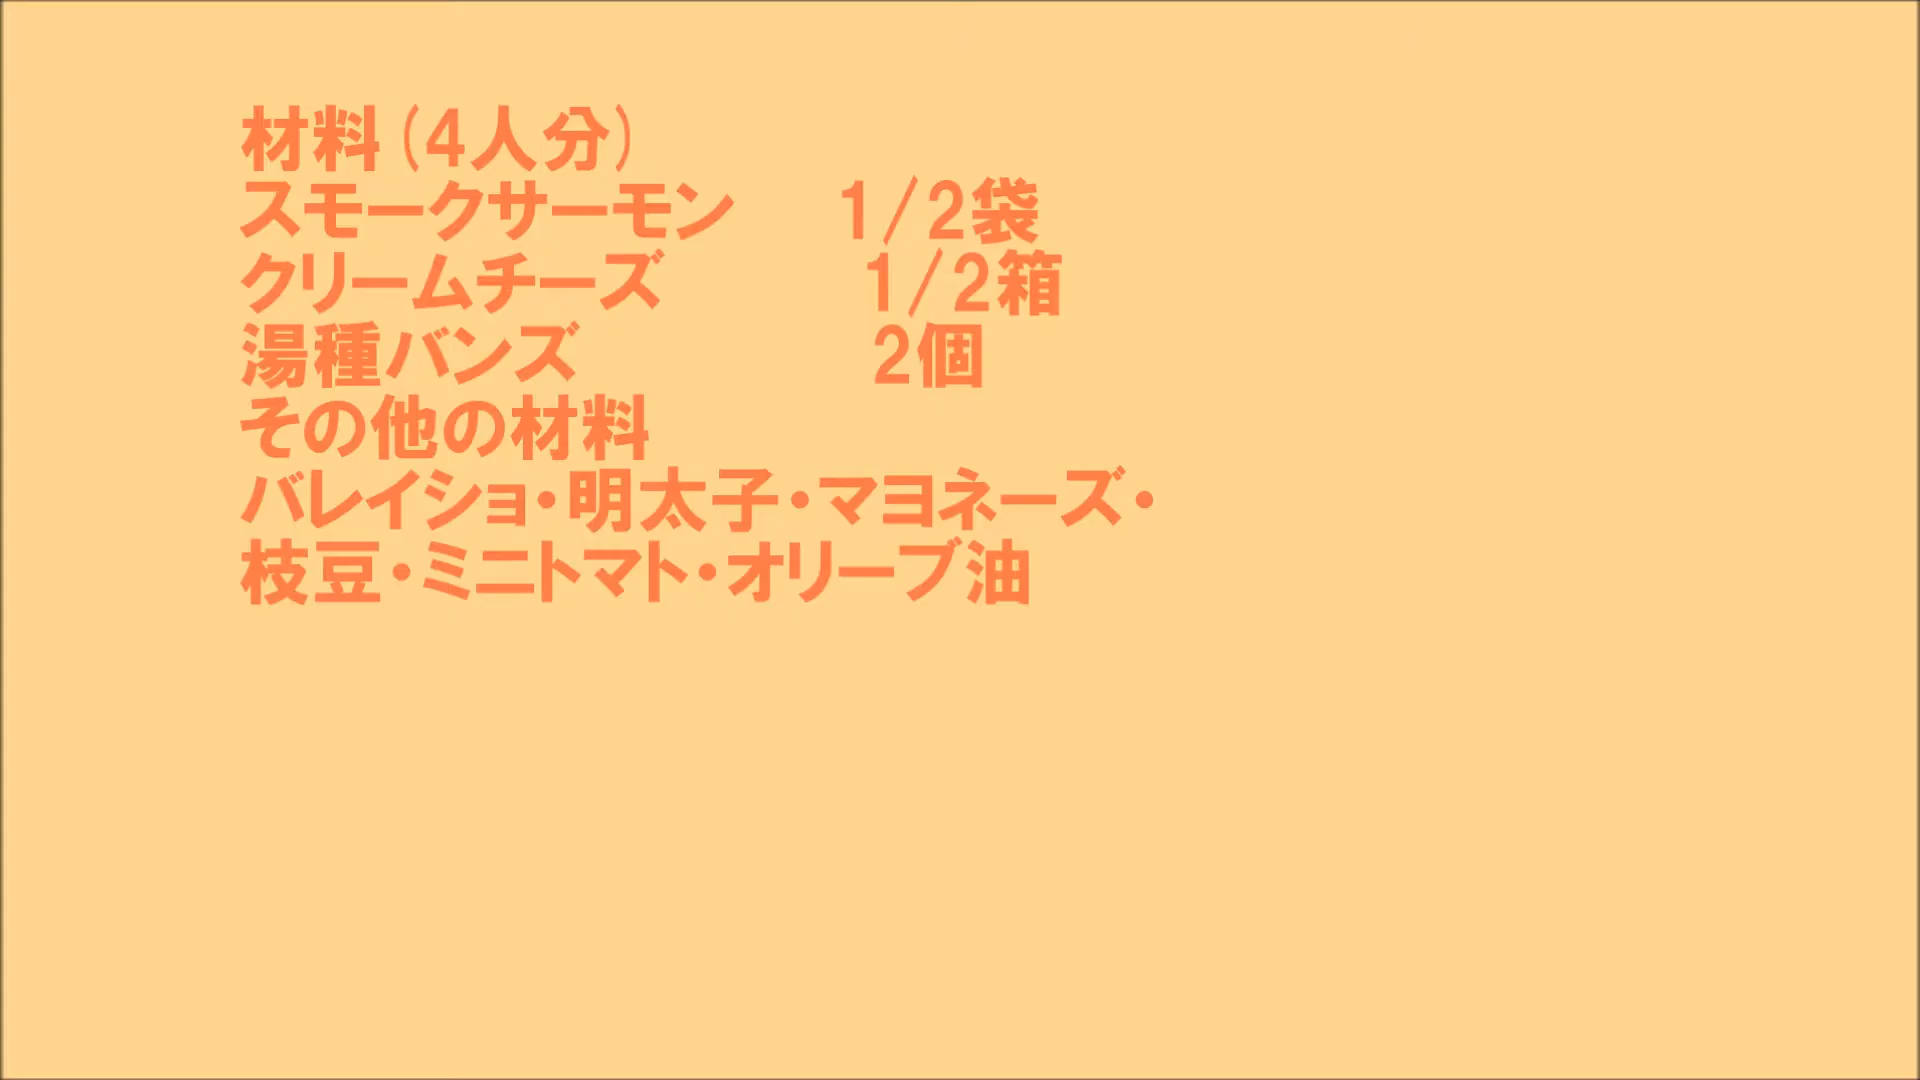 材料(4人分)
スモークサーモン 1/2袋
クリームチーズ 1/2箱
湯種バンズ 2個
その他の材料
バレイショ・明太子・マヨネーズ・
枝豆・ミニトマト・オリーブ油